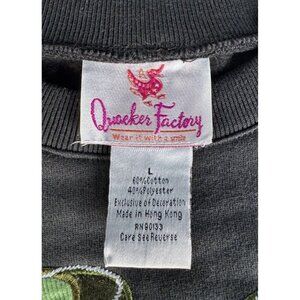 Quacker Factory
Wear it with a smile
L
60%Cotton
40%Polyester
Exclusive of Decoration
Made in Hong Kong
RN90133
Care See Reverse